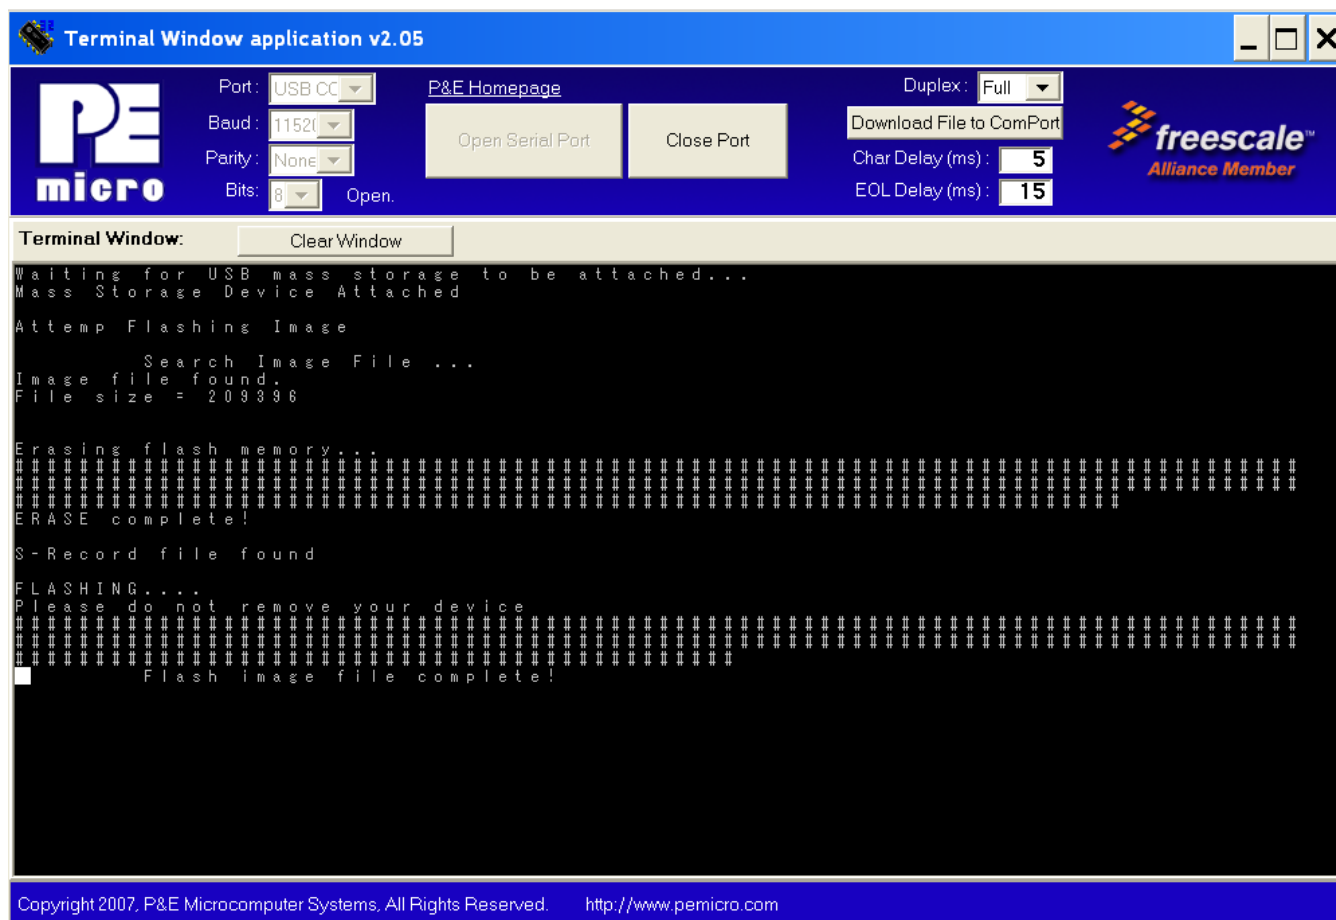 Terminal Window application v2.05
PE
micro
Port: USB CC
Baud: 1152(
Parity: None
Bits: 8
Open.
P&E Homepage
Open Serial Port
Close Port
Duplex: Full
Download File to ComPort
Char Delay (ms): 5
EOL Delay (ms): 15
freescale™
Alliance Member
Terminal Window:
Clear Window
Waiting for USB mass storage to be attached...
Mass Storage Device Attached
Attemp Flashing Image
Search Image File ...
Image file found.
File size = 209396
Erasing flash memory...
################################################################################
################################################################################
#####################################################################
ERASE complete!
S-Record file found
FLASHING....
Please do not remove your device
################################################################################
################################################################################
#############################################
Flash image file complete!
Copyright 2007, P&E Microcomputer Systems, All Rights Reserved. http://www.pemicro.com